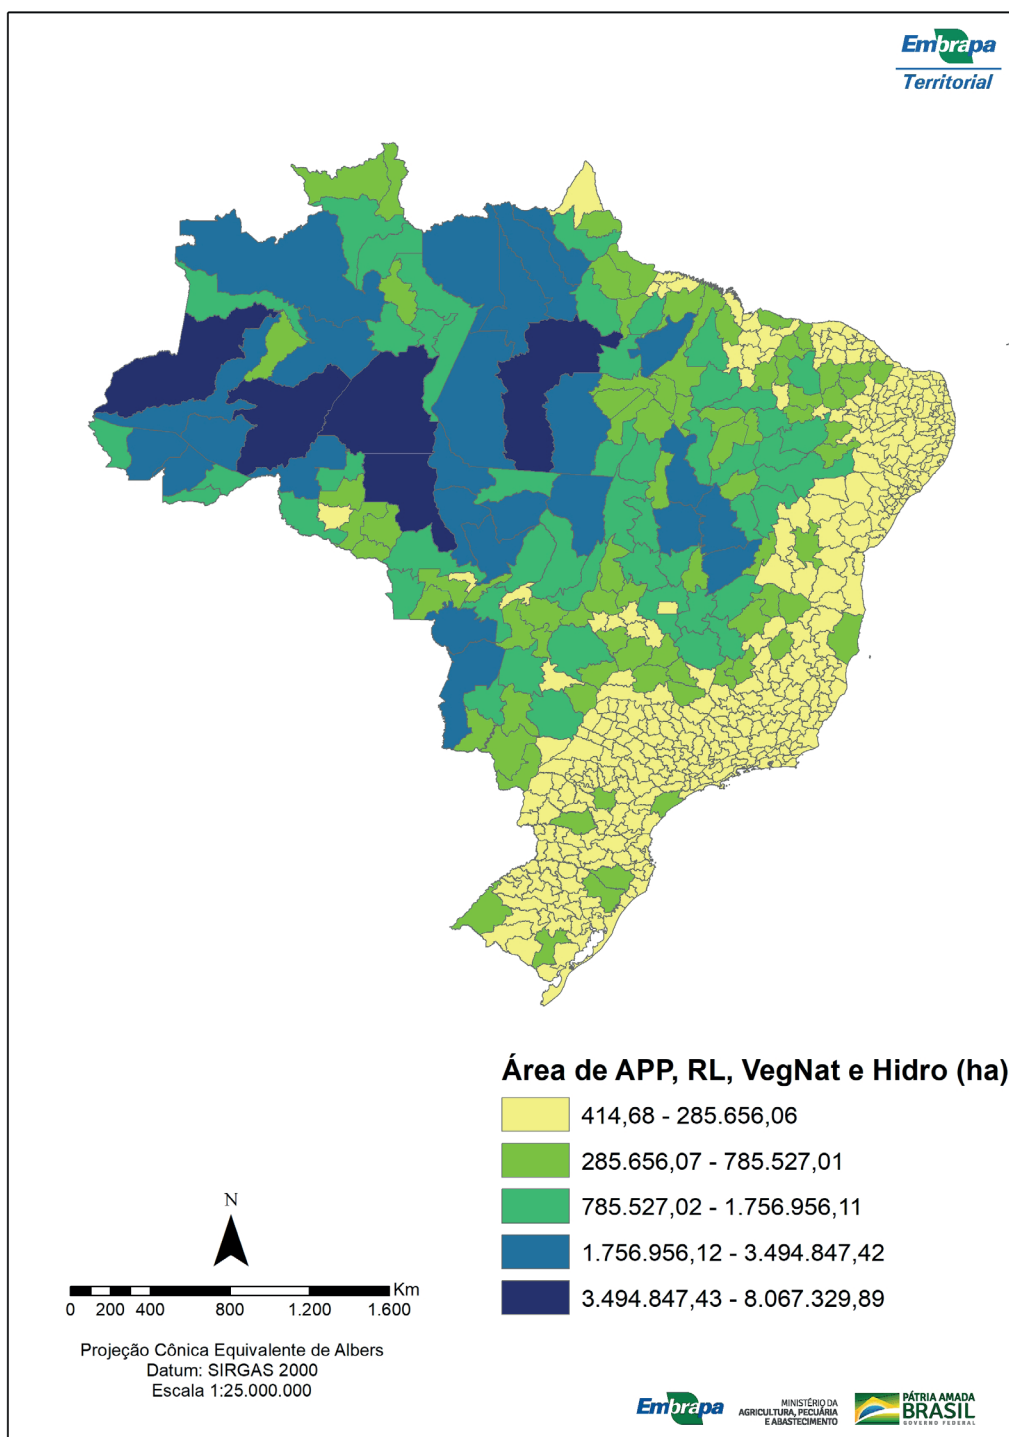 Embrapa
Territorial
Área de APP, RL, VegNat e Hidro (ha)
414,68 - 285.656,06
285.656,07 - 785.527,01
785.527,02 - 1.756.956,11
1.756.956,12 - 3.494.847,42
3.494.847,43 - 8.067.329,89
N
Km
0 200 400 800 1.200 1.600
Projeção Cônica Equivalente de Albers
Datum: SIRGAS 2000
Escala 1:25.000.000
Embrapa
MINISTÉRIO DA
AGRICULTURA, PECUÁRIA
E ABASTECIMENTO
PÁTRIA AMADA
BRASIL
GOVERNO FEDERAL